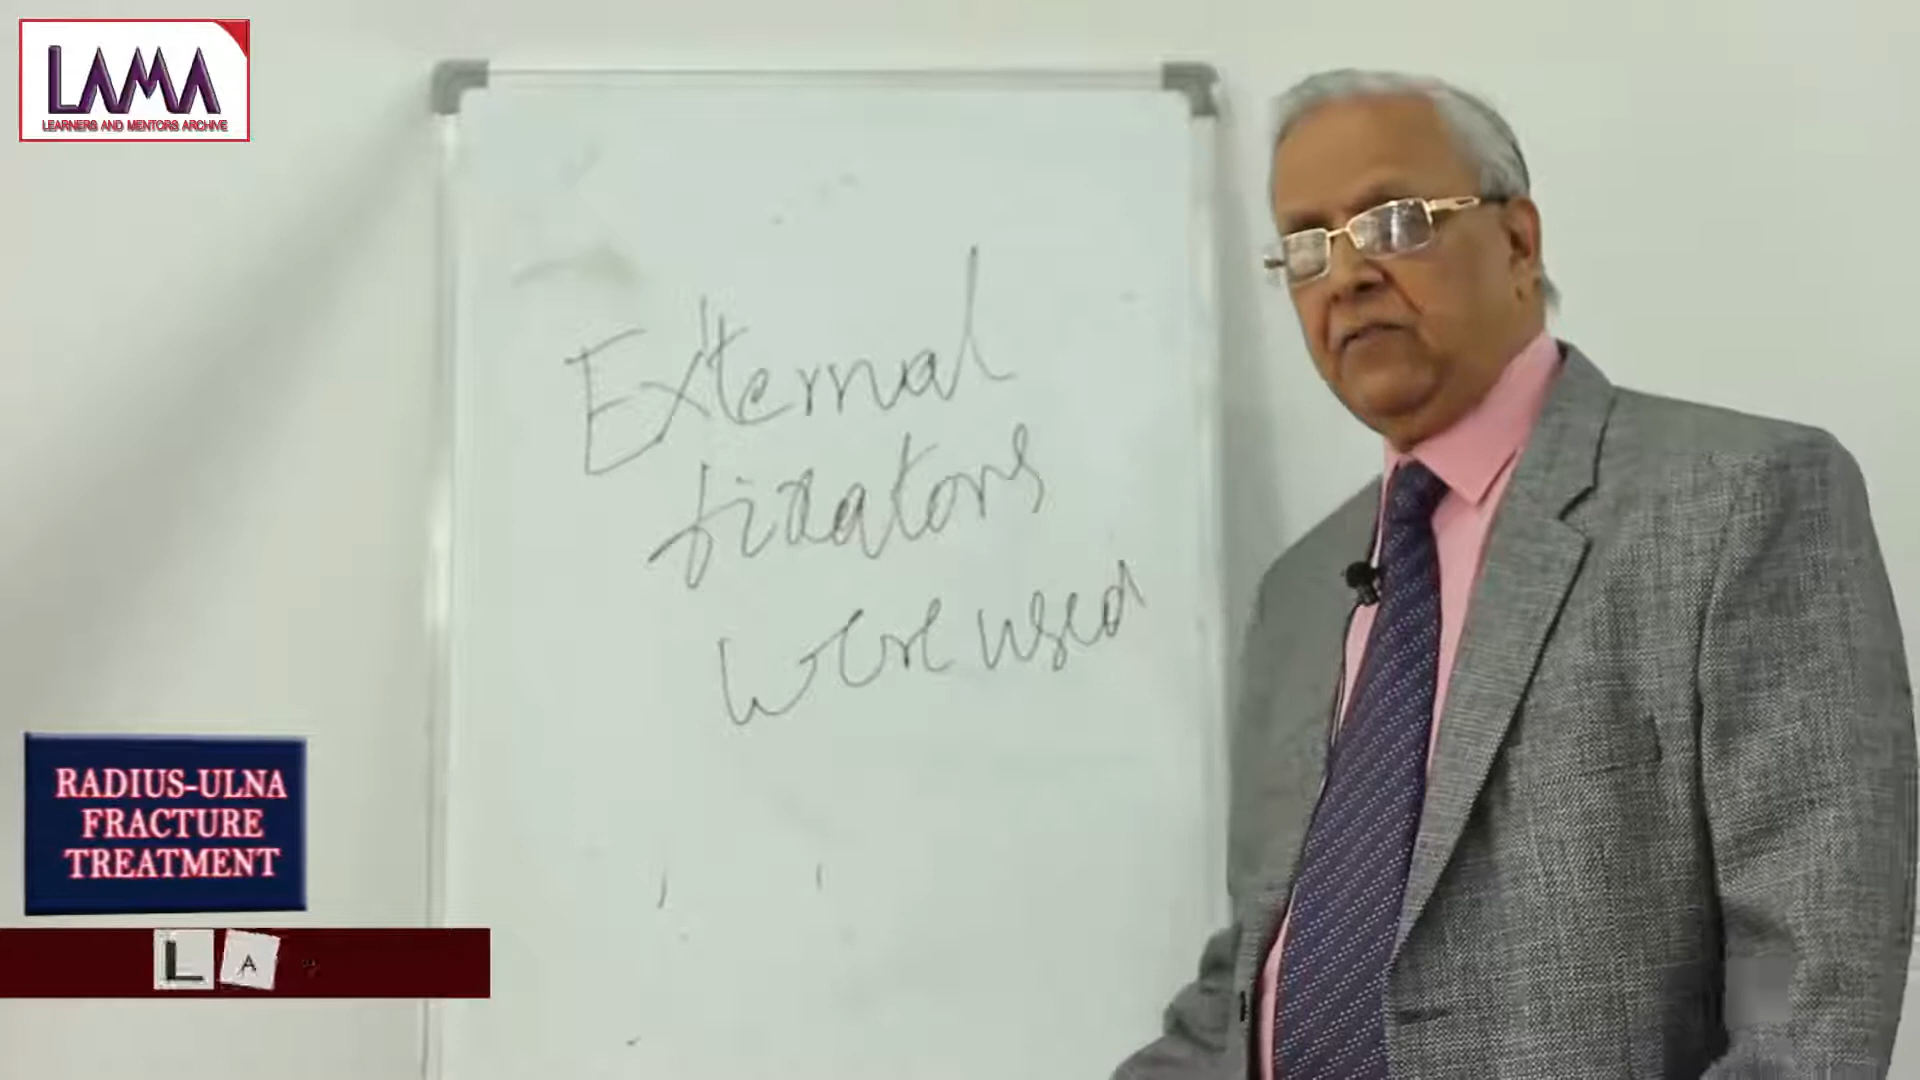 LAMA
LEARNERS AND MENTORS ARCHIVE
External
fixators
were used
RADIUS-ULNA
FRACTURE
TREATMENT
L A